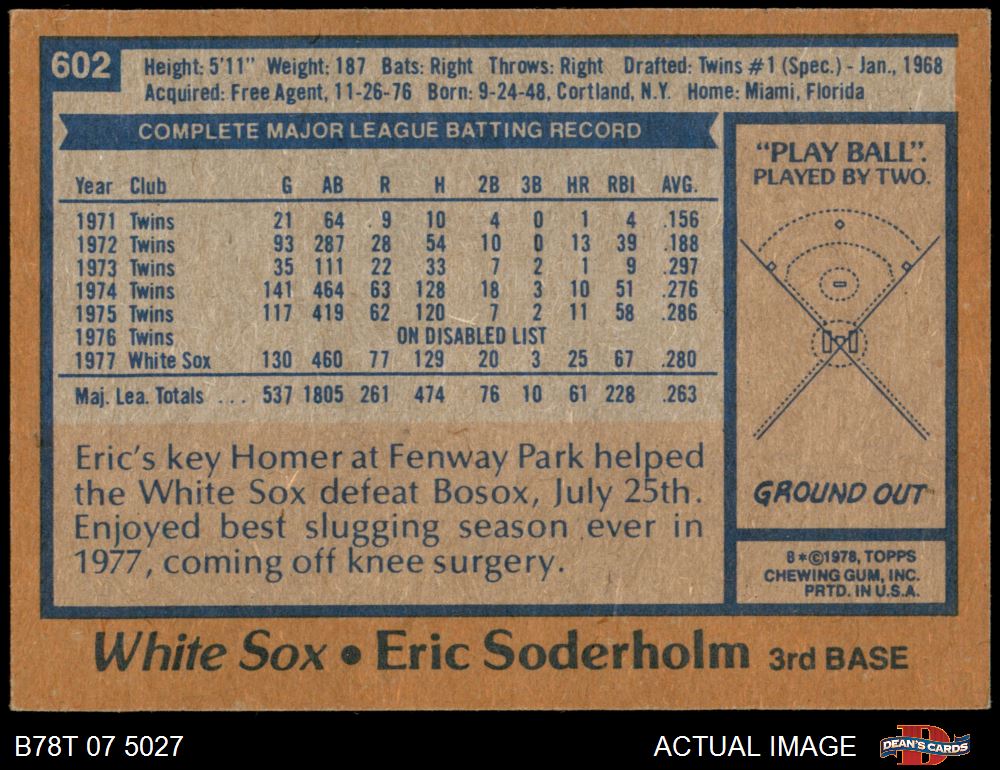 602
Height: 5'11" Weight: 187 Bats: Right Throws: Right Drafted: Twins #1 (Spec.) - Jan., 1968
Acquired: Free Agent, 11-26-76 Born: 9-24-48, Cortland, N.Y. Home: Miami, Florida
COMPLETE MAJOR LEAGUE BATTING RECORD
Year Club G AB R H 2B 3B HR RBI AVG.
1971 Twins 21 64 9 10 4 0 1 4 .156
1972 Twins 93 287 28 54 10 0 13 39 .188
1973 Twins 35 111 22 33 7 2 1 9 .297
1974 Twins 141 464 63 128 18 3 10 51 .276
1975 Twins 117 419 62 120 7 2 11 58 .286
1976 Twins ON DISABLED LIST
1977 White Sox 130 460 77 129 20 3 25 67 .280
Maj. Lea. Totals ... 537 1805 261 474 76 10 61 228 .263
Eric's key Homer at Fenway Park helped
the White Sox defeat Bosox, July 25th.
Enjoyed best slugging season ever in
1977, coming off knee surgery.
"PLAY BALL".
PLAYED BY TWO.
GROUND OUT
8*©1978, TOPPS
CHEWING GUM, INC.
PRTD. IN U.S.A.
White Sox • Eric Soderholm 3rd BASE
B78T 07 5027
ACTUAL IMAGE
DEAN'S CARDS